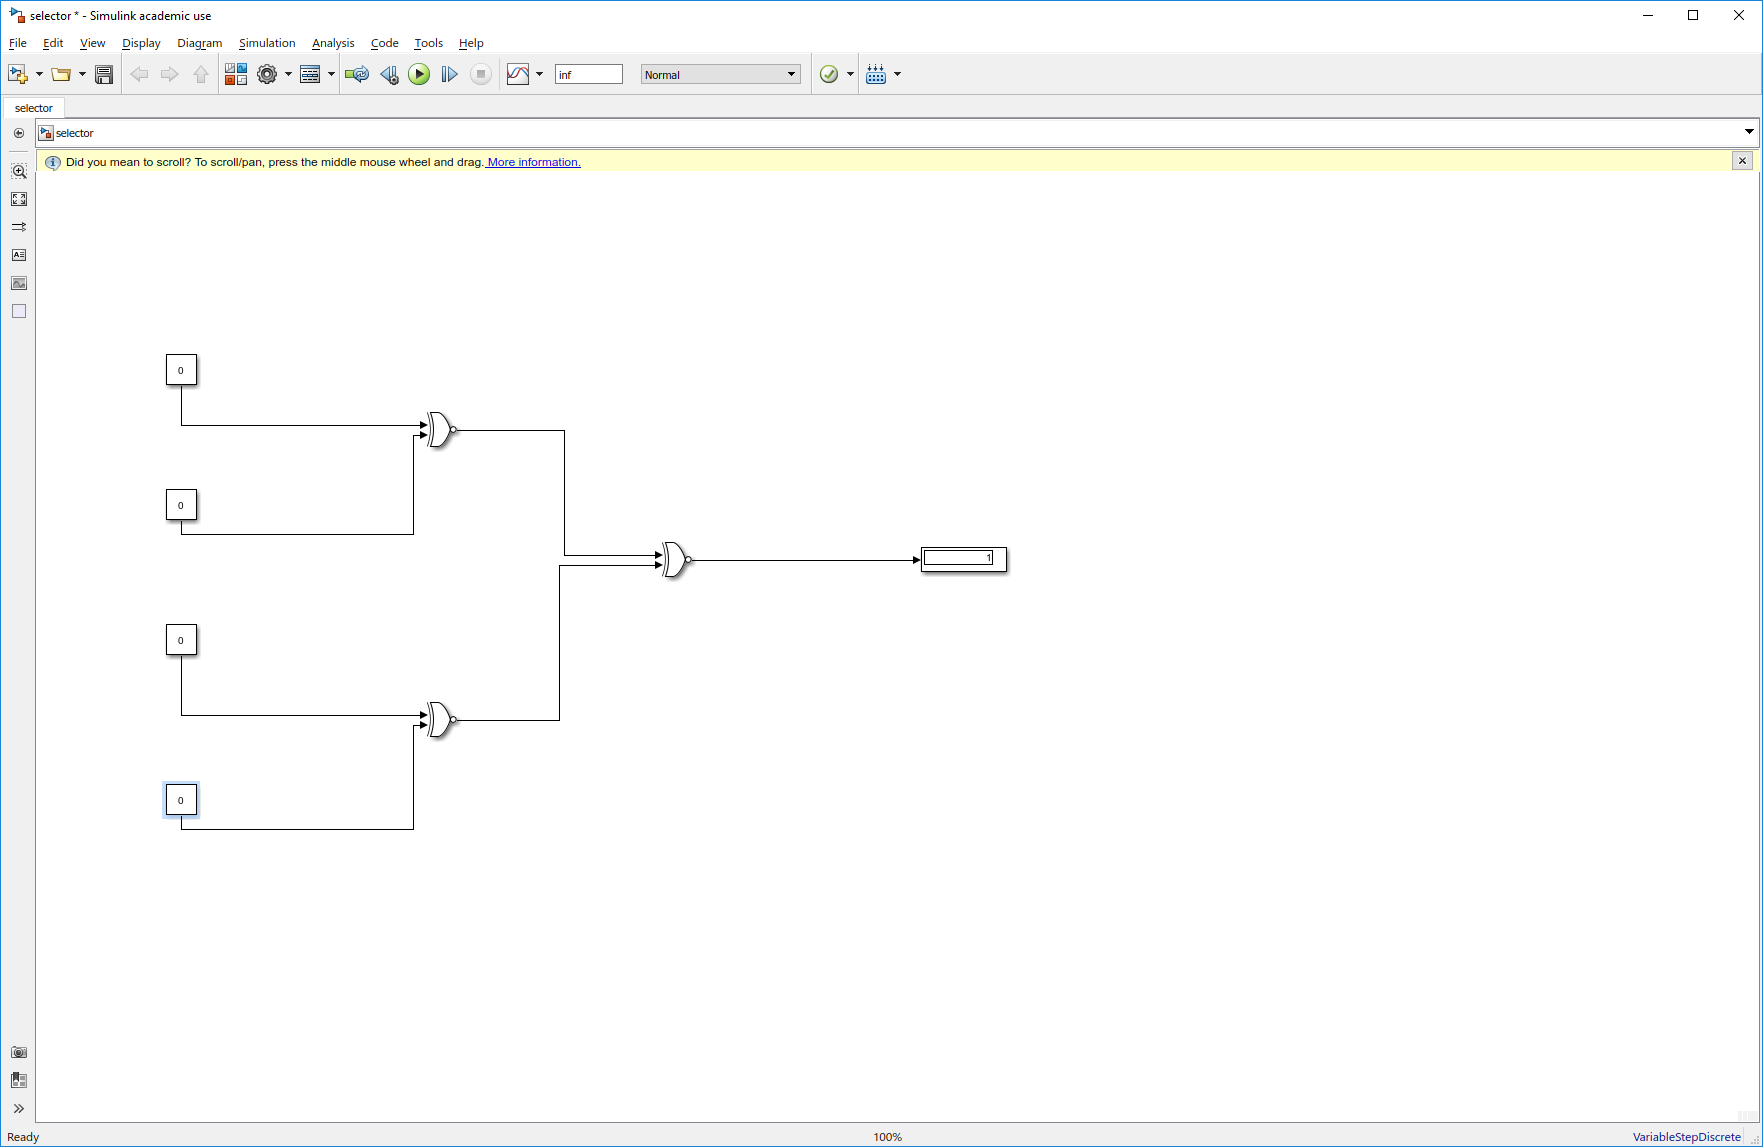 selector * - Simulink academic use
File Edit View Display Diagram Simulation Analysis Code Tools Help
inf Normal
selector
selector
Did you mean to scroll? To scroll/pan, press the middle mouse wheel and drag. More information.
0
0
1
0
0
Ready 100% VariableStepDiscrete